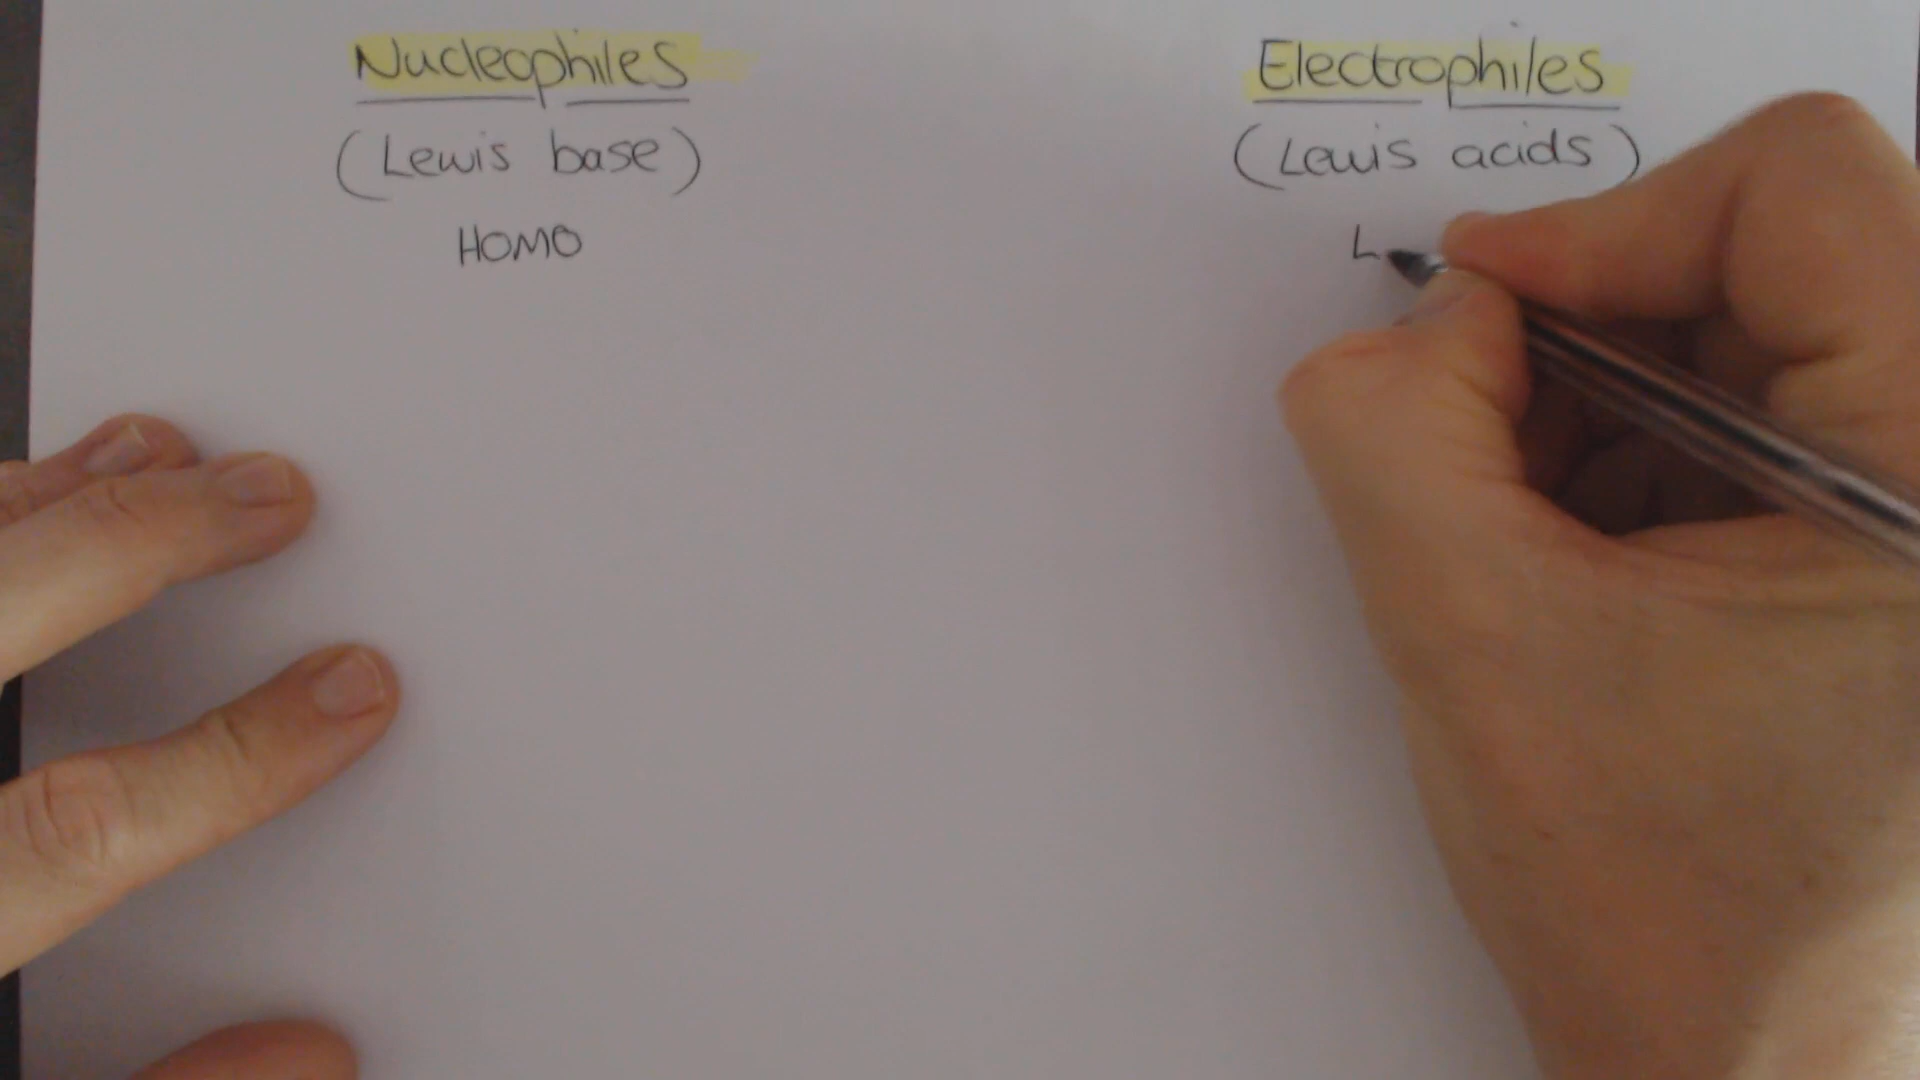 Nucleophiles
(Lewis base)
HOMO
Electrophiles
(Lewis acids)
L